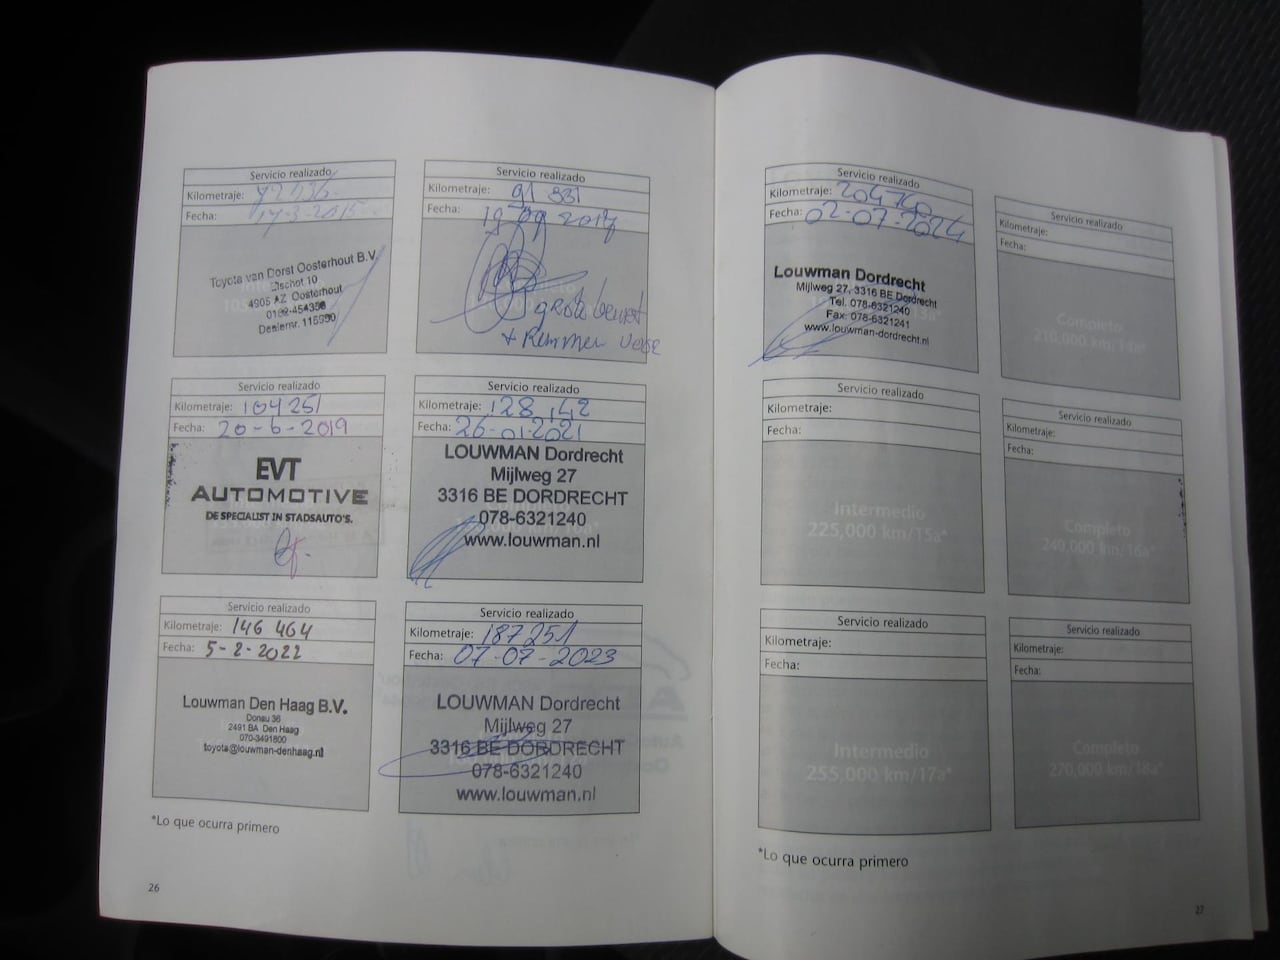 Servicio realizado
Kilometraje:
Fecha: 17-3-2015
Toyota van Dorst Oosterhout B.V.
Elschot 10
4905 AZ Oosterhout
0162-454356
Dealernr.
Servicio realizado
Kilometraje: 91 331
Fecha: 19 09 2017
grote beurt
+ Remmen
Servicio realizado
Kilometraje: 104251
Fecha: 20-6-2019
EVT
AUTOMOTIVE
DE SPECIALIST IN STADSAUTO'S.
Servicio realizado
Kilometraje: 128.142
Fecha: 26-01-2021
LOUWMAN Dordrecht
Mijlweg 27
3316 BE DORDRECHT
078-6321240
www.louwman.nl
Servicio realizado
Kilometraje: 146 464
Fecha: 5-2-2022
Louwman Den Haag B.V.
Donau 36
2491 BA Den Haag
070-3491800
toyota@louwman-denhaag.nl
Servicio realizado
Kilometraje: 187251
Fecha: 07-07-2023
LOUWMAN Dordrecht
Mijlweg 27
3316 BE DORDRECHT
078-6321240
www.louwman.nl
*Lo que ocurra primero
26
Servicio realizado
Kilometraje: 204740
Fecha: 02-07-2024
Louwman Dordrecht
Mijlweg 27, 3316 BE Dordrecht
Tel. 078-6321240
Fax: 078-6321241
www.louwman-dordrecht.nl
Servicio realizado
Kilometraje:
Fecha:
Completo
210,000 km/14a*
Servicio realizado
Kilometraje:
Fecha:
Intermedio
225,000 km/15a*
Servicio realizado
Kilometraje:
Fecha:
Completo
240,000 km/16a*
Servicio realizado
Kilometraje:
Fecha:
Intermedio
255,000 km/17a*
Servicio realizado
Kilometraje:
Fecha:
Completo
270,000 km/18a*
*Lo que ocurra primero
27